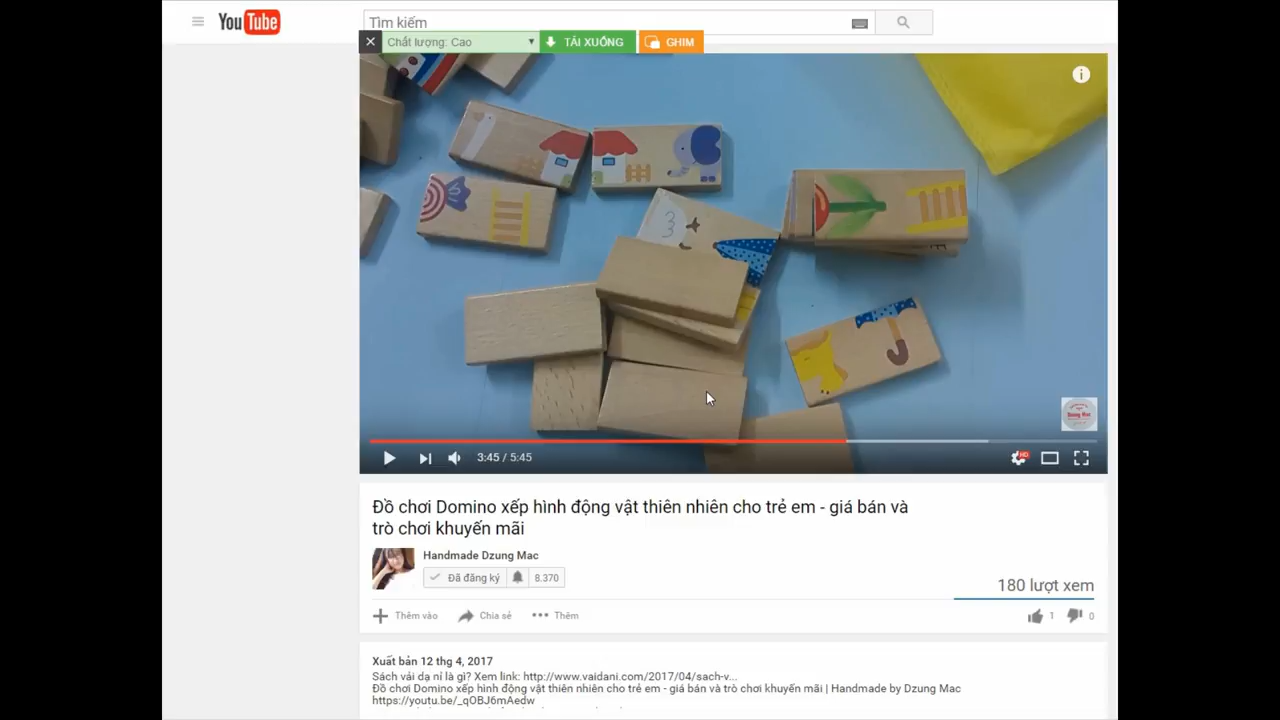 YouTube
Tìm kiếm
Chất lượng: Cao
TẢI XUỐNG
GHIM
3
Dzung Mac
3:45 / 5:45
HD
Đồ chơi Domino xếp hình động vật thiên nhiên cho trẻ em - giá bán và
trò chơi khuyến mãi
Handmade Dzung Mac
Đã đăng ký
8.370
180 lượt xem
Thêm vào
Chia sẻ
Thêm
1
0
Xuất bản 12 thg 4, 2017
Sách vải dạ nỉ là gì? Xem link: http://www.vaidani.com/2017/04/sach-v...
Đồ chơi Domino xếp hình động vật thiên nhiên cho trẻ em - giá bán và trò chơi khuyến mãi | Handmade by Dzung Mac
https://youtu.be/_qOBJ6mAedw